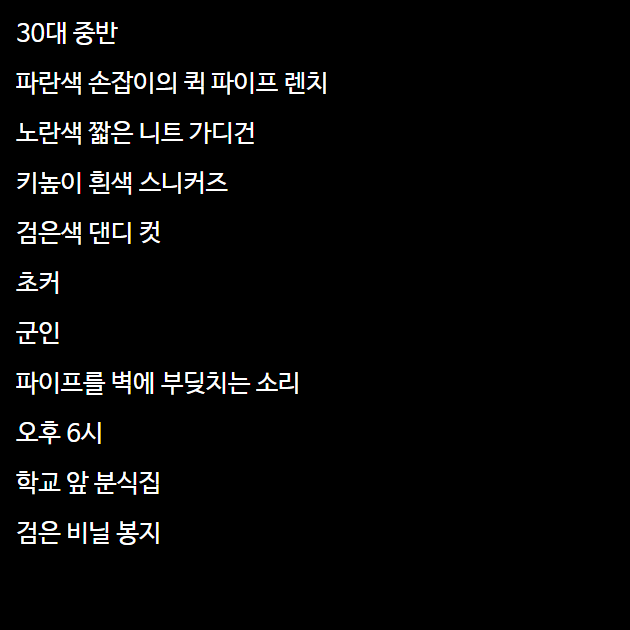 30대 중반
파란색 손잡이의 퀵 파이프 렌치
노란색 짧은 니트 가디건
키높이 흰색 스니커즈
검은색 댄디 컷
초커
군인
파이프를 벽에 부딪치는 소리
오후 6시
학교 앞 분식집
검은 비닐 봉지